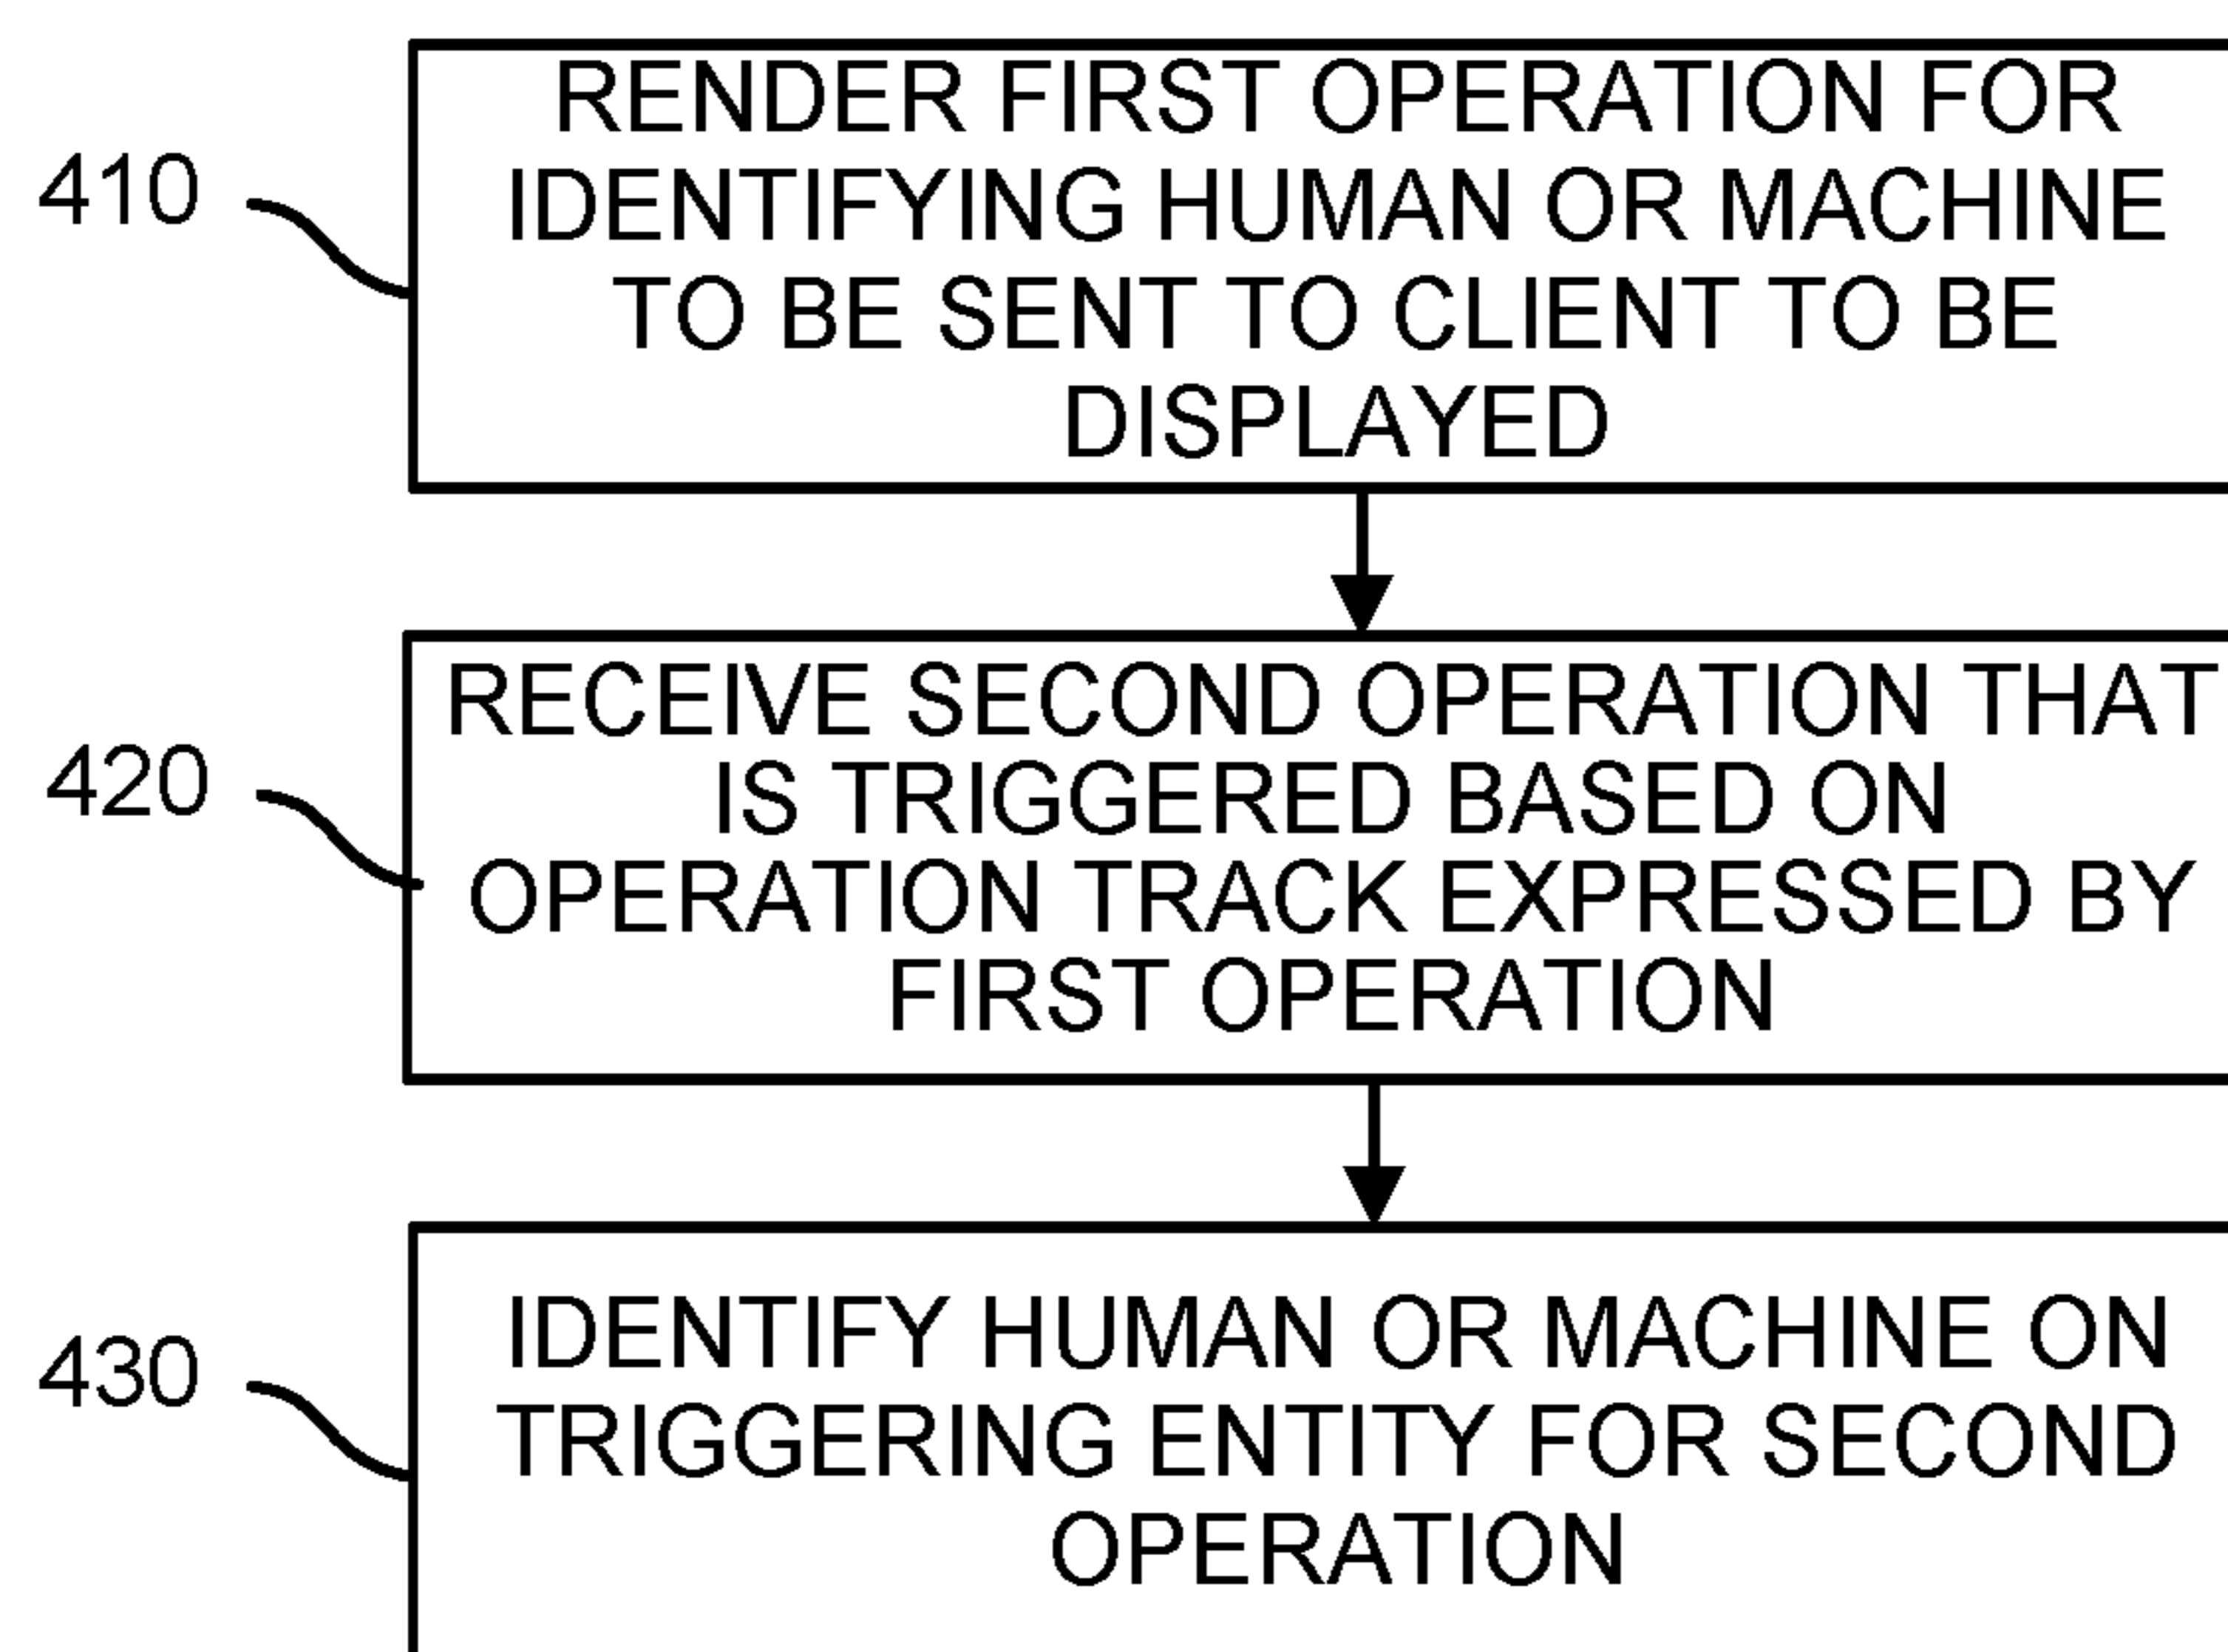 RENDER FIRST OPERATION FOR
IDENTIFYING HUMAN OR MACHINE
TO BE SENT TO CLIENT TO BE
DISPLAYED
410
RECEIVE SECOND OPERATION THAT
IS TRIGGERED BASED ON
OPERATION TRACK EXPRESSED BY
FIRST OPERATION
420
IDENTIFY HUMAN OR MACHINE ON
TRIGGERING ENTITY FOR SECOND
OPERATION
430